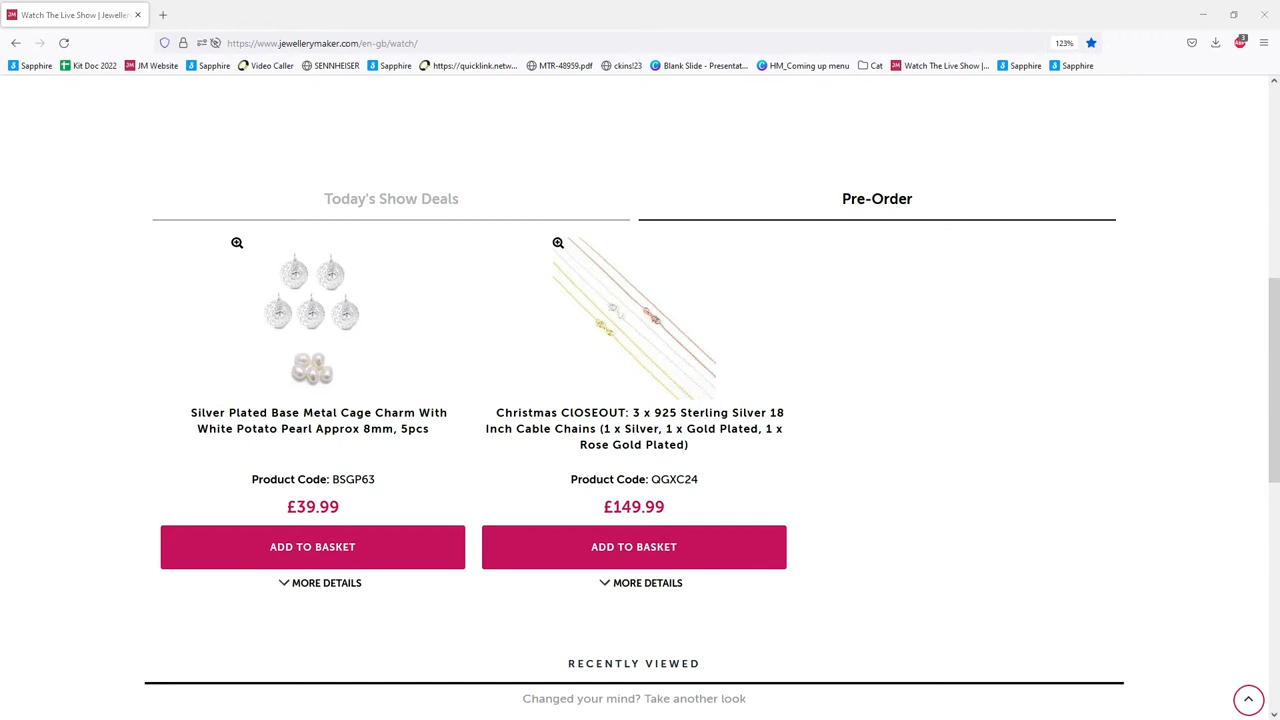 Watch The Live Show | Jeweller
https://www.jewellerymaker.com/en-gb/watch/
123%
3
Sapphire
Kit Doc 2022
JM Website
Sapphire
Video Caller
SENNHEISER
Sapphire
https://quicklink.netw...
MTR-48959.pdf
ckins!23
Blank Slide - Presentat...
HM_Coming up menu
Cat
Watch The Live Show |...
Sapphire
Sapphire
Today's Show Deals
Pre-Order
Silver Plated Base Metal Cage Charm With
White Potato Pearl Approx 8mm, 5pcs
Product Code: BSGP63
£39.99
ADD TO BASKET
MORE DETAILS
Christmas ClOSEOUT: 3 x 925 Sterling Silver 18
Inch Cable Chains (1 x Silver, 1 x Gold Plated, 1 x
Rose Gold Plated)
Product Code: QGXC24
£149.99
ADD TO BASKET
MORE DETAILS
RECENTLY VIEWED
Changed your mind? Take another look